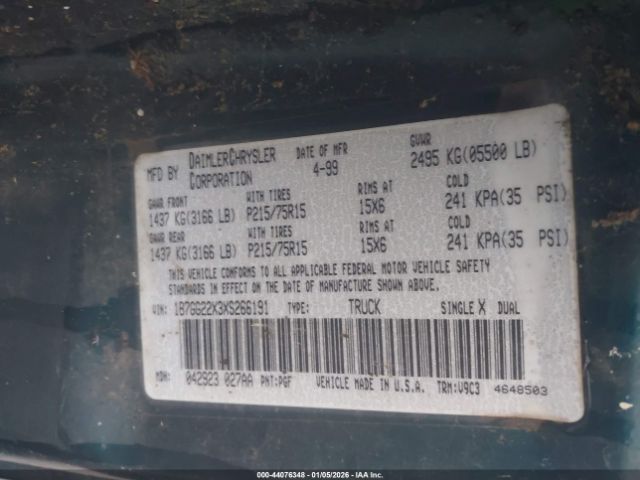 MFD BY DAIMLERCHRYSLER CORPORATION DATE OF MFR 4-99 GVWR 2495 KG(05500 LB)
GAWR FRONT WITH TIRES RIMS AT COLD
1437 KG(3166 LB) P215/75R15 15X6 241 KPA(35 PSI)
GAWR REAR WITH TIRES RIMS AT COLD
1437 KG(3166 LB) P215/75R15 15X6 241 KPA(35 PSI)
THIS VEHICLE CONFORMS TO ALL APPLICABLE FEDERAL MOTOR VEHICLE SAFETY
STANDARDS IN EFFECT ON THE DATE OF MANUFACTURE SHOWN ABOVE.
VIN: 1B7GG22X3XS266191 TYPE: TRUCK SINGLE X DUAL
MDH: 042923 027AA PNT:PGF VEHICLE MADE IN U.S.A. TRM:V9C3 4648503
000-44076348 - 01/05/2026 - IAA Inc.